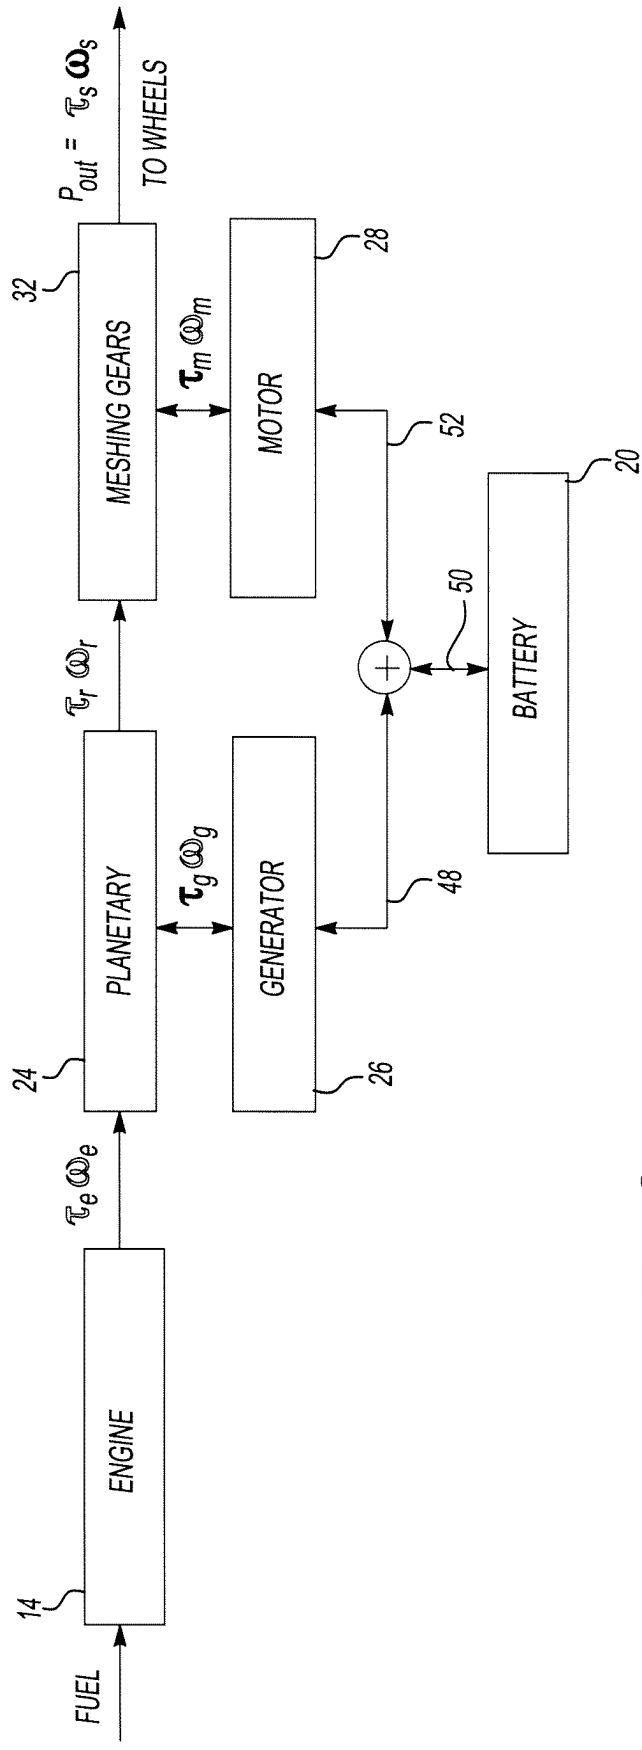 FUEL
14
ENGINE
τe ωe
24
PLANETARY
τg ωg
GENERATOR
26
τr ωr
32
MESHING GEARS
τm ωm
MOTOR
28
Pout = τs ωs
TO WHEELS
48
50
52
BATTERY
20